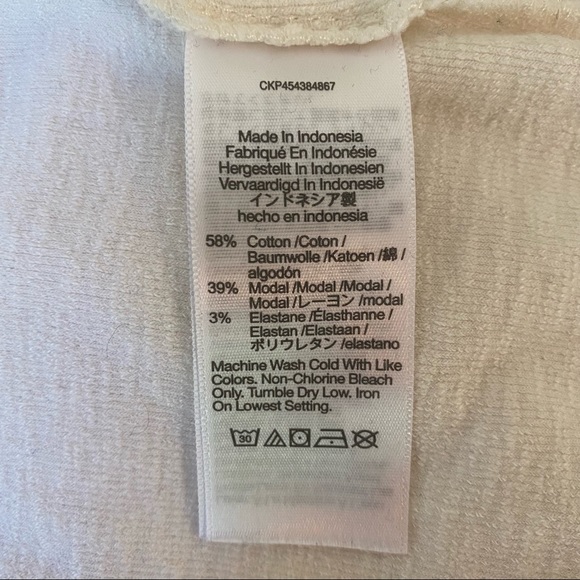 CKP454384867
Made In Indonesia
Fabriqué En Indonésie
Hergestellt In Indonesien
Vervaardigd In Indonesië
インドネシア製
hecho en indonesia
58% Cotton /Coton /
Baumwolle /Katoen /綿 /
algodón
39% Modal /Modal /Modal /
Modal /レーヨン /modal
3% Elastane /Élasthanne /
Elastan /Elastaan /
ポリウレタン /elastano
Machine Wash Cold With Like
Colors. Non-Chlorine Bleach
Only. Tumble Dry Low. Iron
On Lowest Setting.
30